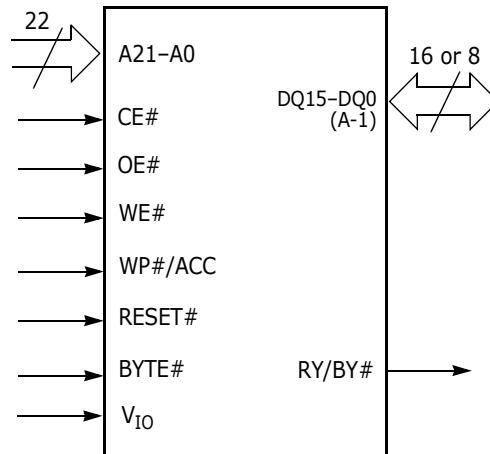 22
A21–A0
CE#
OE#
WE#
WP#/ACC
RESET#
BYTE#
VIO
16 or 8
DQ15–DQ0
(A-1)
RY/BY#